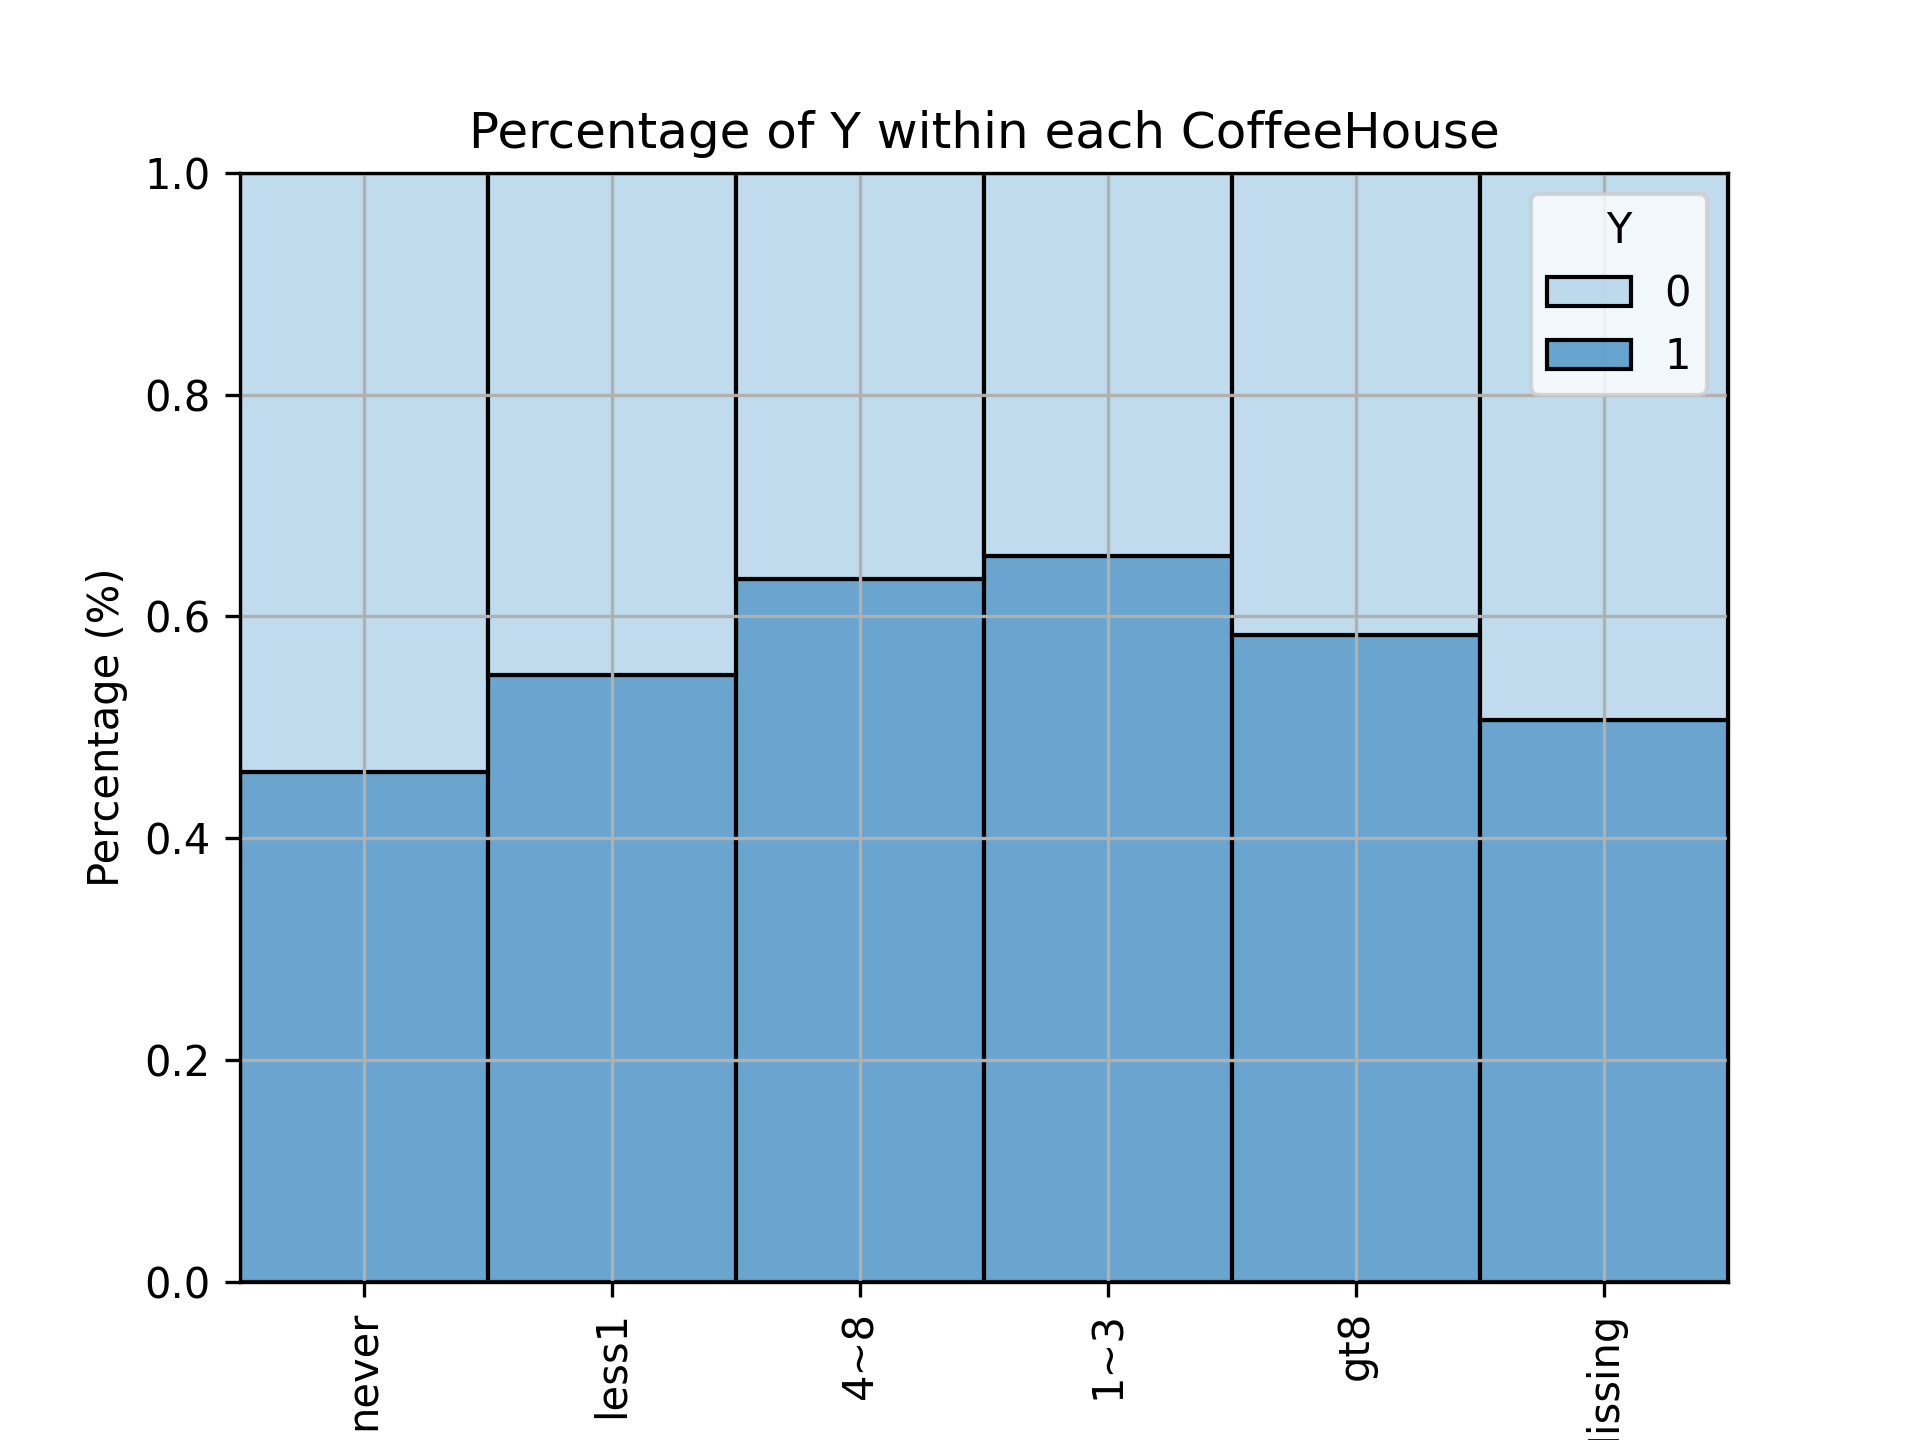 Percentage of Y within each CoffeeHouse
Percentage (%)
1.0
0.8
0.6
0.4
0.2
0.0
Y
0
1
never
less1
4~8
1~3
gt8